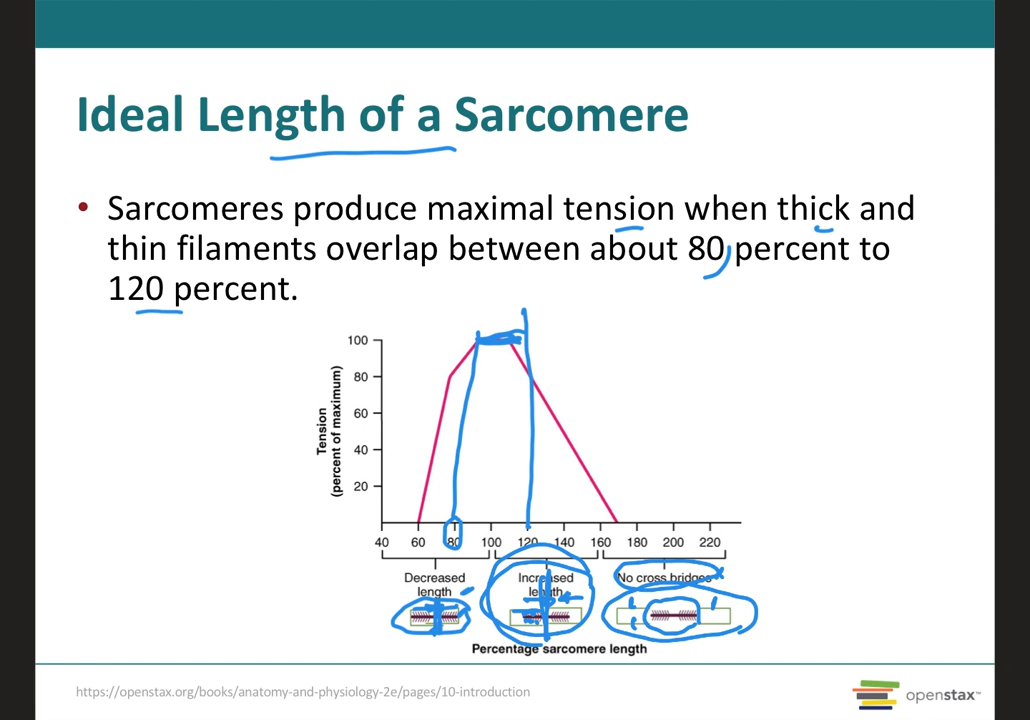 Ideal Length of a Sarcomere
• Sarcomeres produce maximal tension when thick and
thin filaments overlap between about 80 percent to
120 percent.
Tension
(percent of maximum)
100
80
60
40
20
40 60 80 100 120 140 160 180 200 220
Decreased
length
Increased
length
No cross bridges
Percentage sarcomere length
https://openstax.org/books/anatomy-and-physiology-2e/pages/10-introduction
openstax™